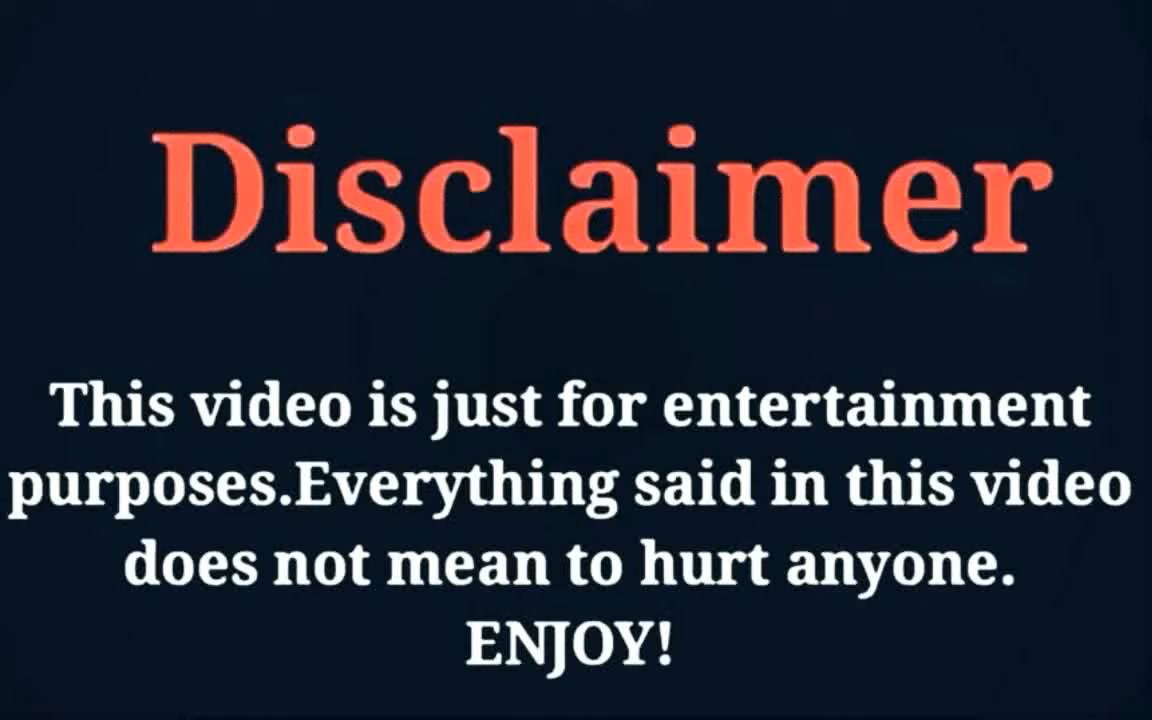 Disclaimer
This video is just for entertainment
purposes.Everything said in this video
does not mean to hurt anyone.
ENJOY!